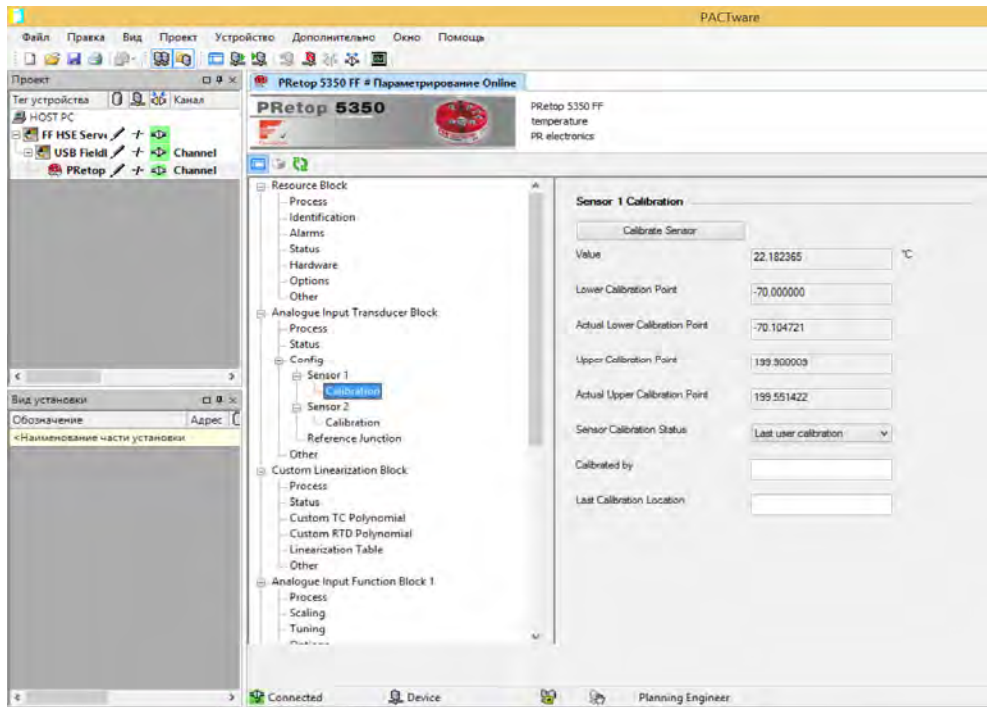 PACTware
Файл Правка Вид Проект Устройство Дополнительно Окно Помощь
Проект
Тег устройства Канал
HOST PC
FF HSE Serve
USB Fieldl Channel
PRetop Channel
Вид установки
Обозначение Адрес
<Наименование части установки
PRetop 5350 FF # Параметрирование Online
PRetop 5350
PRetop 5350 FF
temperature
PR electronics
Resource Block
Process
Identification
Alarms
Status
Hardware
Options
Other
Analogue Input Transducer Block
Process
Status
Config
Sensor 1
Calibration
Sensor 2
Calibration
Reference Junction
Other
Custom Linearization Block
Process
Status
Custom TC Polynomial
Custom RTD Polynomial
Linearization Table
Other
Analogue Input Function Block 1
Process
Scaling
Tuning
Options
Sensor 1 Calibration
Calibrate Sensor
Value 22.182365 °C
Lower Calibration Point -70.000000
Actual Lower Calibration Point -70.104721
Upper Calibration Point 199.900009
Actual Upper Calibration Point 199.551422
Sensor Calibration Status Last user calibration
Calibrated by
Last Calibration Location
Connected Device Planning Engineer